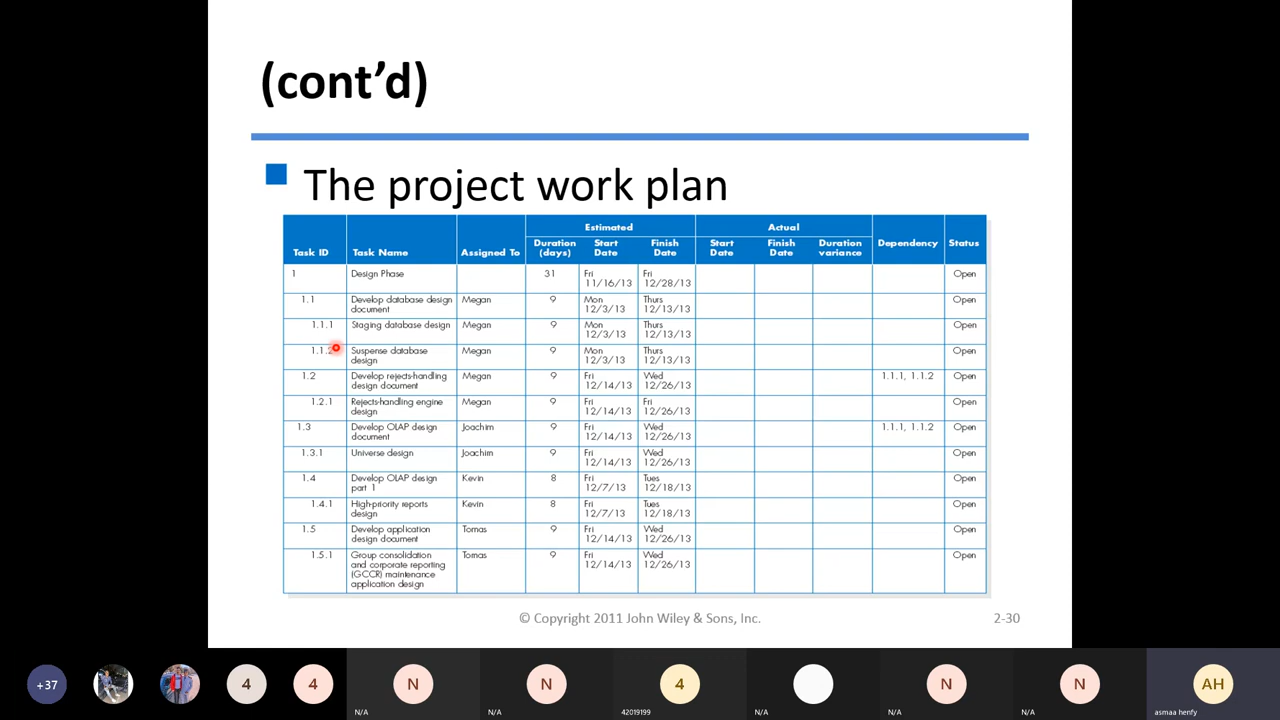 (cont’d)
The project work plan
Estimated Actual
Task ID Task Name Assigned To Duration (days) Start Date Finish Date Start Date Finish Date Duration variance Dependency Status
1 Design Phase 31 Fri 11/16/13 Fri 12/28/13 Open
1.1 Develop database design document Megan 9 Mon 12/3/13 Thurs 12/13/13 Open
1.1.1 Staging database design Megan 9 Mon 12/3/13 Thurs 12/13/13 Open
1.1.2 Suspense database design Megan 9 Mon 12/3/13 Thurs 12/13/13 Open
1.2 Develop rejects-handling design document Megan 9 Fri 12/14/13 Wed 12/26/13 1.1.1, 1.1.2 Open
1.2.1 Rejects-handling engine design Megan 9 Fri 12/14/13 Fri 12/26/13 Open
1.3 Develop OLAP design document Joachim 9 Fri 12/14/13 Wed 12/26/13 1.1.1, 1.1.2 Open
1.3.1 Universe design Joachim 9 Fri 12/14/13 Wed 12/26/13 Open
1.4 Develop OLAP design part 1 Kevin 8 Fri 12/7/13 Tues 12/18/13 Open
1.4.1 High-priority reports design Kevin 8 Fri 12/7/13 Tues 12/18/13 Open
1.5 Develop application design document Tomas 9 Fri 12/14/13 Wed 12/26/13 Open
1.5.1 Group consolidation and corporate reporting (GCCR) maintenance application design Tomas 9 Fri 12/14/13 Wed 12/26/13 Open
© Copyright 2011 John Wiley & Sons, Inc. 2-30
+37 4 4 N N 4 N N AH
N/A N/A 42019199 N/A N/A N/A asmaa henfy